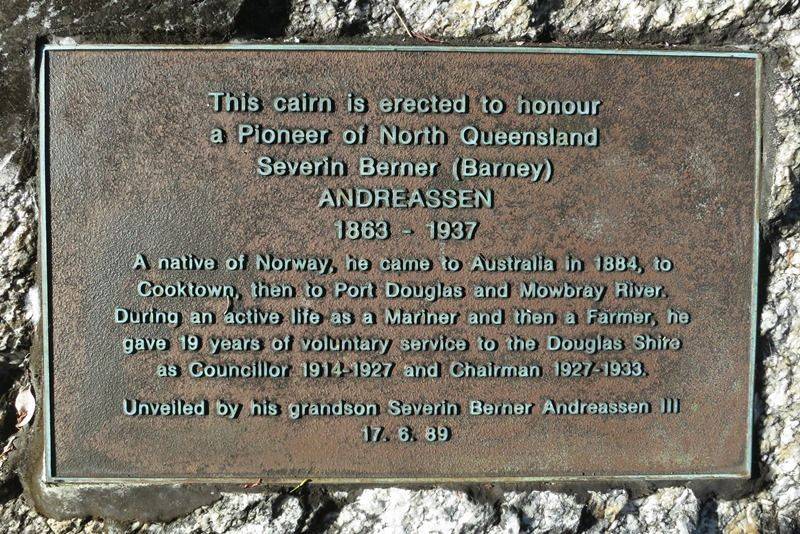 This cairn is erected to honour
a Pioneer of North Queensland
Severin Berner (Barney)
ANDREASSEN
1863 - 1937
A native of Norway, he came to Australia in 1884, to
Cooktown, then to Port Douglas and Mowbray River.
During an active life as a Mariner and then a Farmer, he
gave 19 years of voluntary service to the Douglas Shire
as Councillor 1914-1927 and Chairman 1927-1933.
Unveiled by his grandson Severin Berner Andreassen III
17. 6. 89